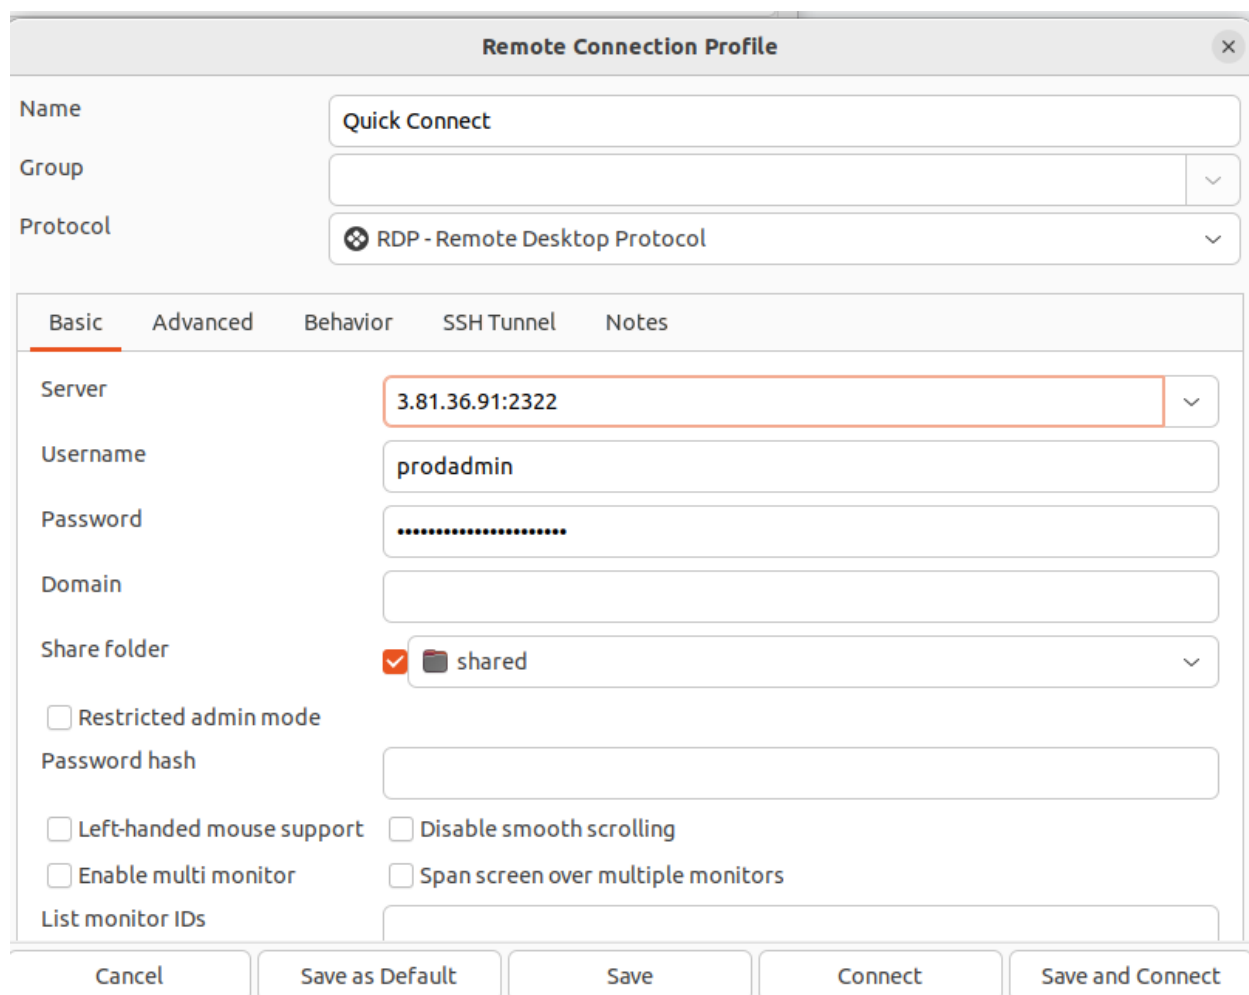 Remote Connection Profile
Name
Quick Connect
Group
Protocol
RDP - Remote Desktop Protocol
Basic Advanced Behavior SSH Tunnel Notes
Server
3.81.36.91:2322
Username
prodadmin
Password
••••••••••••••••••••••
Domain
Share folder
shared
Restricted admin mode
Password hash
Left-handed mouse support Disable smooth scrolling
Enable multi monitor Span screen over multiple monitors
List monitor IDs
Cancel Save as Default Save Connect Save and Connect